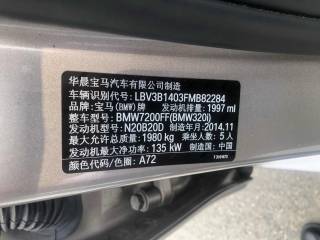 华晨宝马汽车有限公司制造
车辆识别代号: LBV3B1403FMB82284
品牌: 宝马(BMW)牌 发动机排量: 1997 ml
整车型号: BMW7200FF(BMW320i)
发动机型号: N20B20D 制造年月: 2014.11
最大允许总质量: 1980 kg 乘坐人数: 5人
发动机最大净功率: 135 kW 制造国: 中国
颜色代码/色圈: A72